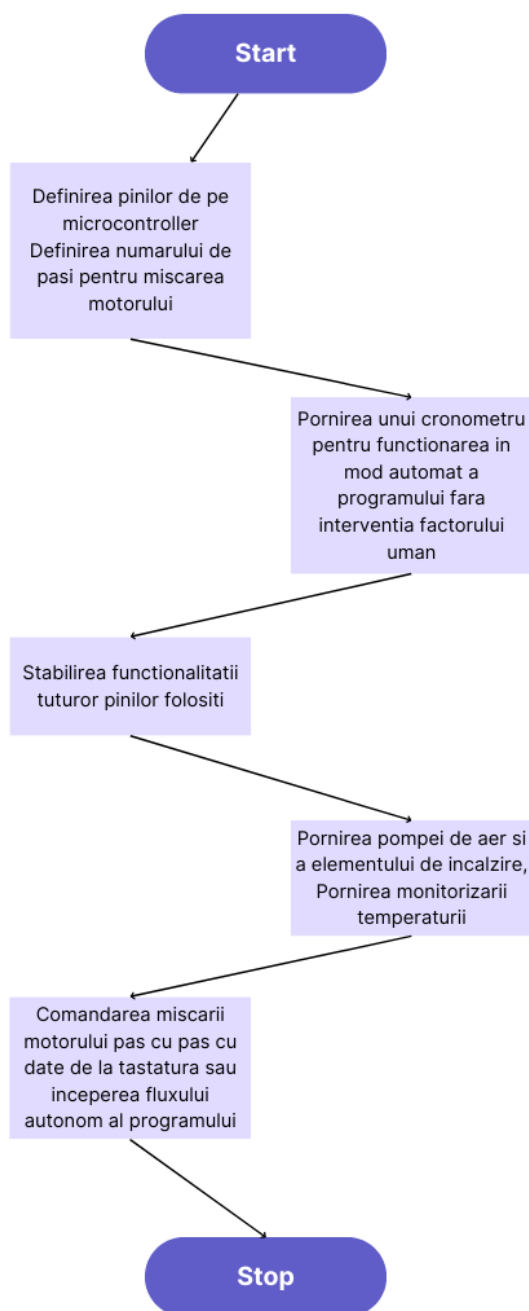 Start
Definirea pinilor de pe
microcontroller
Definirea numarului de
pasi pentru miscarea
motorului
Pornirea unui cronometru
pentru functionarea in
mod automat a
programului fara
interventia factorului
uman
Stabilirea functionalitatii
tuturor pinilor folositi
Pornirea pompei de aer si
a elementului de incalzire,
Pornirea monitorizarii
temperaturii
Comandarea miscarii
motorului pas cu pas cu
date de la tastatura sau
inceperea fluxului
autonom al programului
Stop